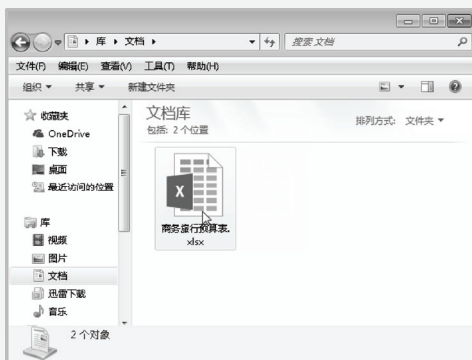 库 ▸ 文档 ▸
搜索 文档
文件(F) 编辑(E) 查看(V) 工具(T) 帮助(H)
组织 ▼ 共享 ▼ 新建文件夹
收藏夹
OneDrive
下载
桌面
最近访问的位置
库
视频
图片
文档
迅雷下载
音乐
文档库
包括: 2 个位置
排列方式: 文件夹 ▼
X
商务旅行预算表.
xlsx
2 个对象